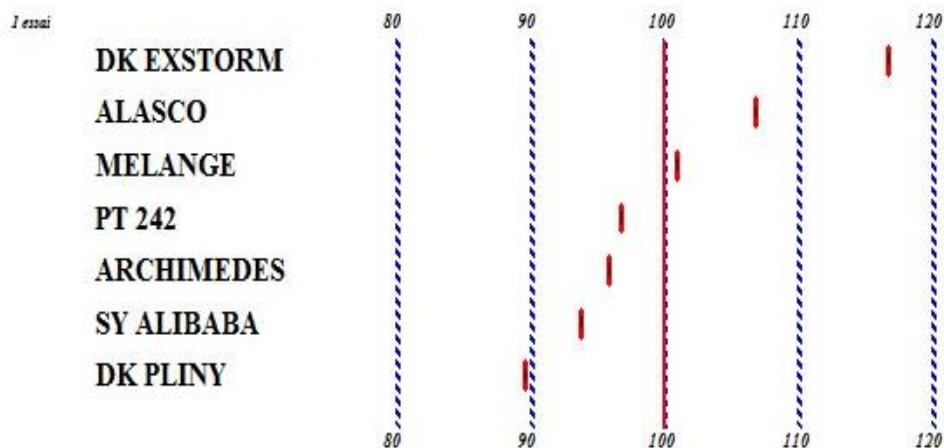 1 essai 80 90 100 110 120
DK EXSTORM
ALASCO
MELANGE
PT 242
ARCHIMEDES
SY ALIBABA
DK PLINY
80 90 100 110 120